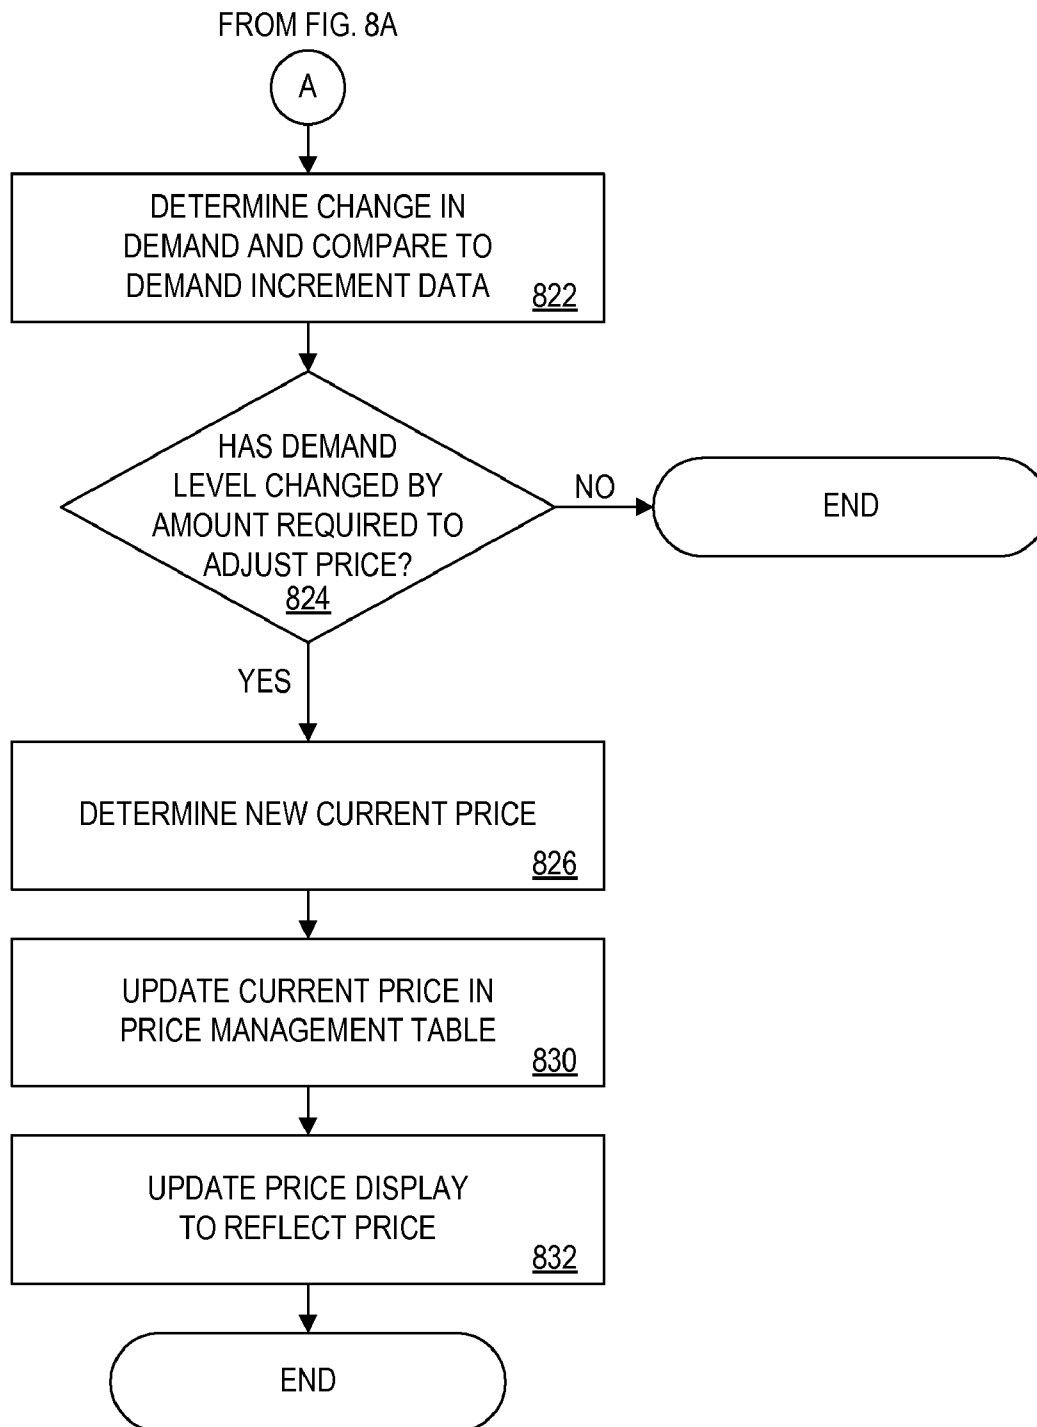 FROM FIG. 8A
A
DETERMINE CHANGE IN
DEMAND AND COMPARE TO
DEMAND INCREMENT DATA
822
HAS DEMAND
LEVEL CHANGED BY
AMOUNT REQUIRED TO
ADJUST PRICE?
824
NO
END
YES
DETERMINE NEW CURRENT PRICE
826
UPDATE CURRENT PRICE IN
PRICE MANAGEMENT TABLE
830
UPDATE PRICE DISPLAY
TO REFLECT PRICE
832
END